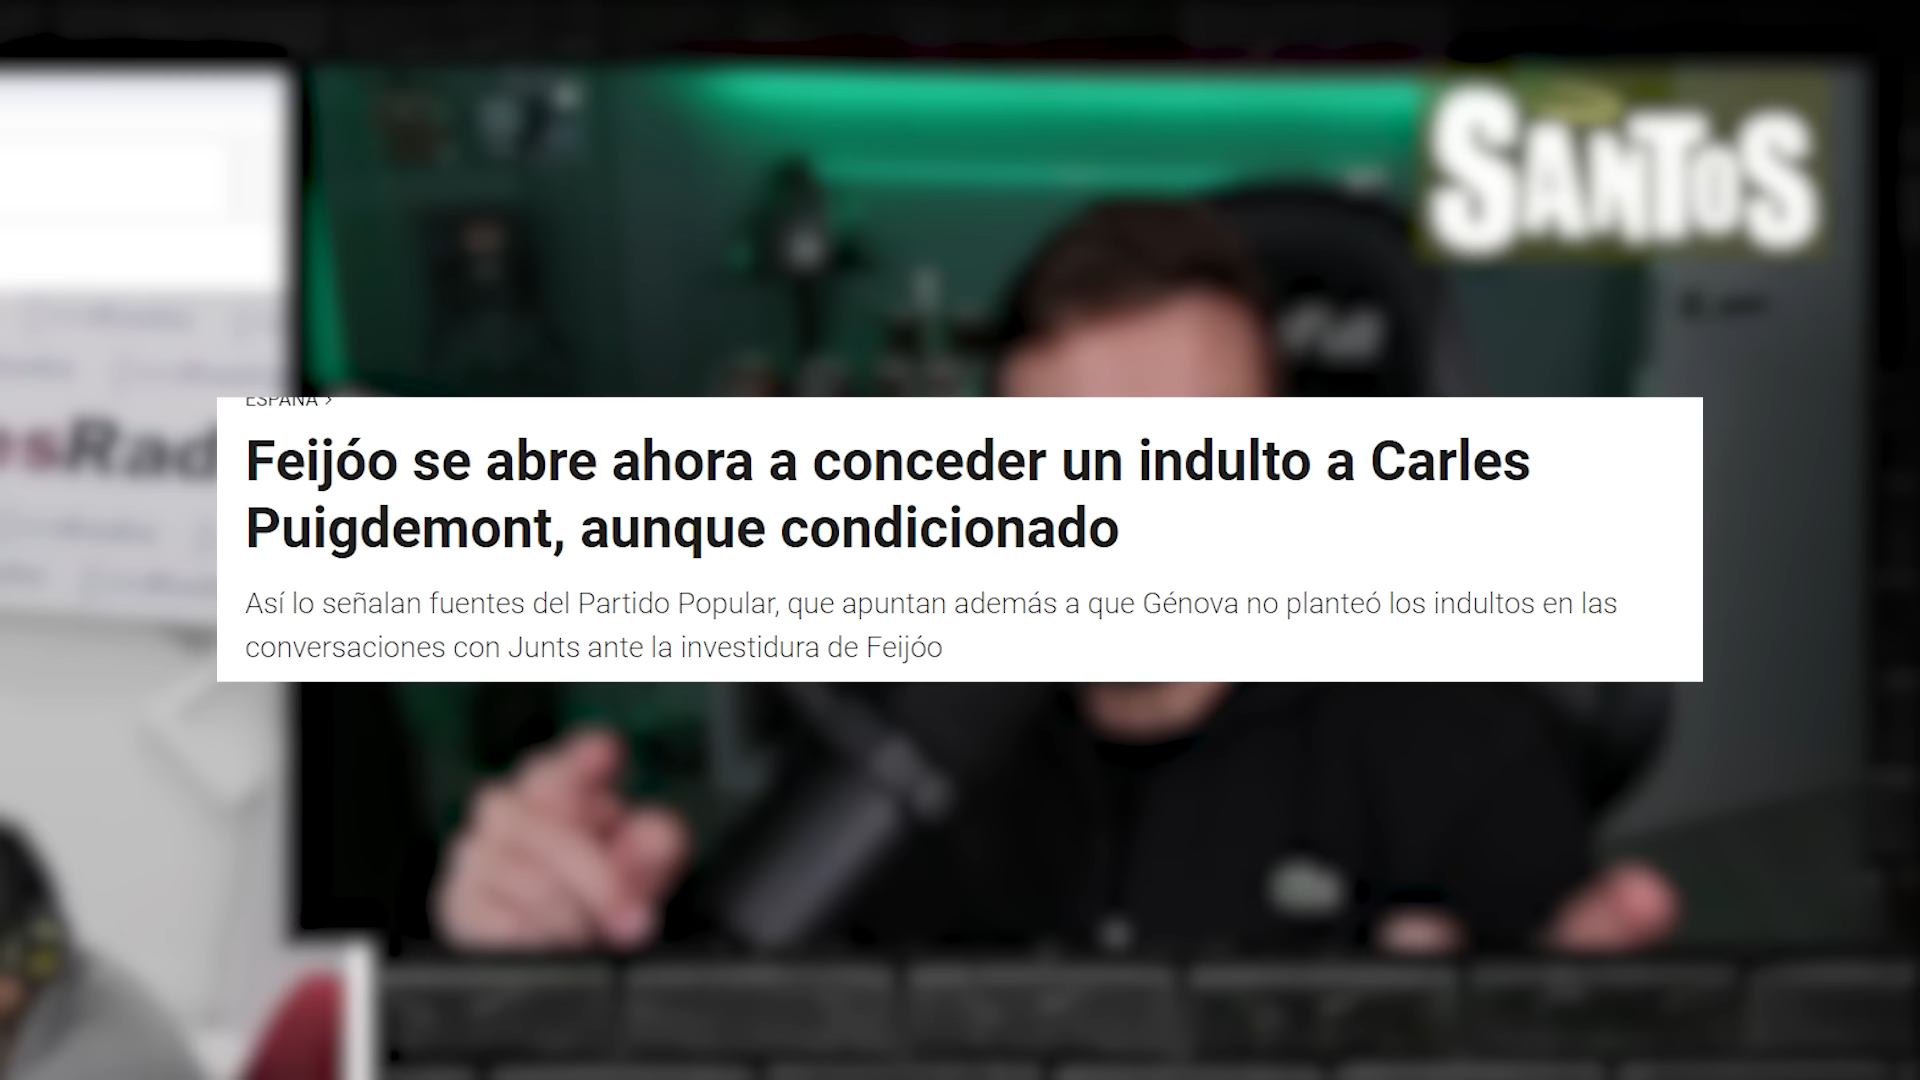 SANTOS
esRad
ESPAÑA >
Feijóo se abre ahora a conceder un indulto a Carles
Puigdemont, aunque condicionado
Así lo señalan fuentes del Partido Popular, que apuntan además a que Génova no planteó los indultos en las
conversaciones con Junts ante la investidura de Feijóo